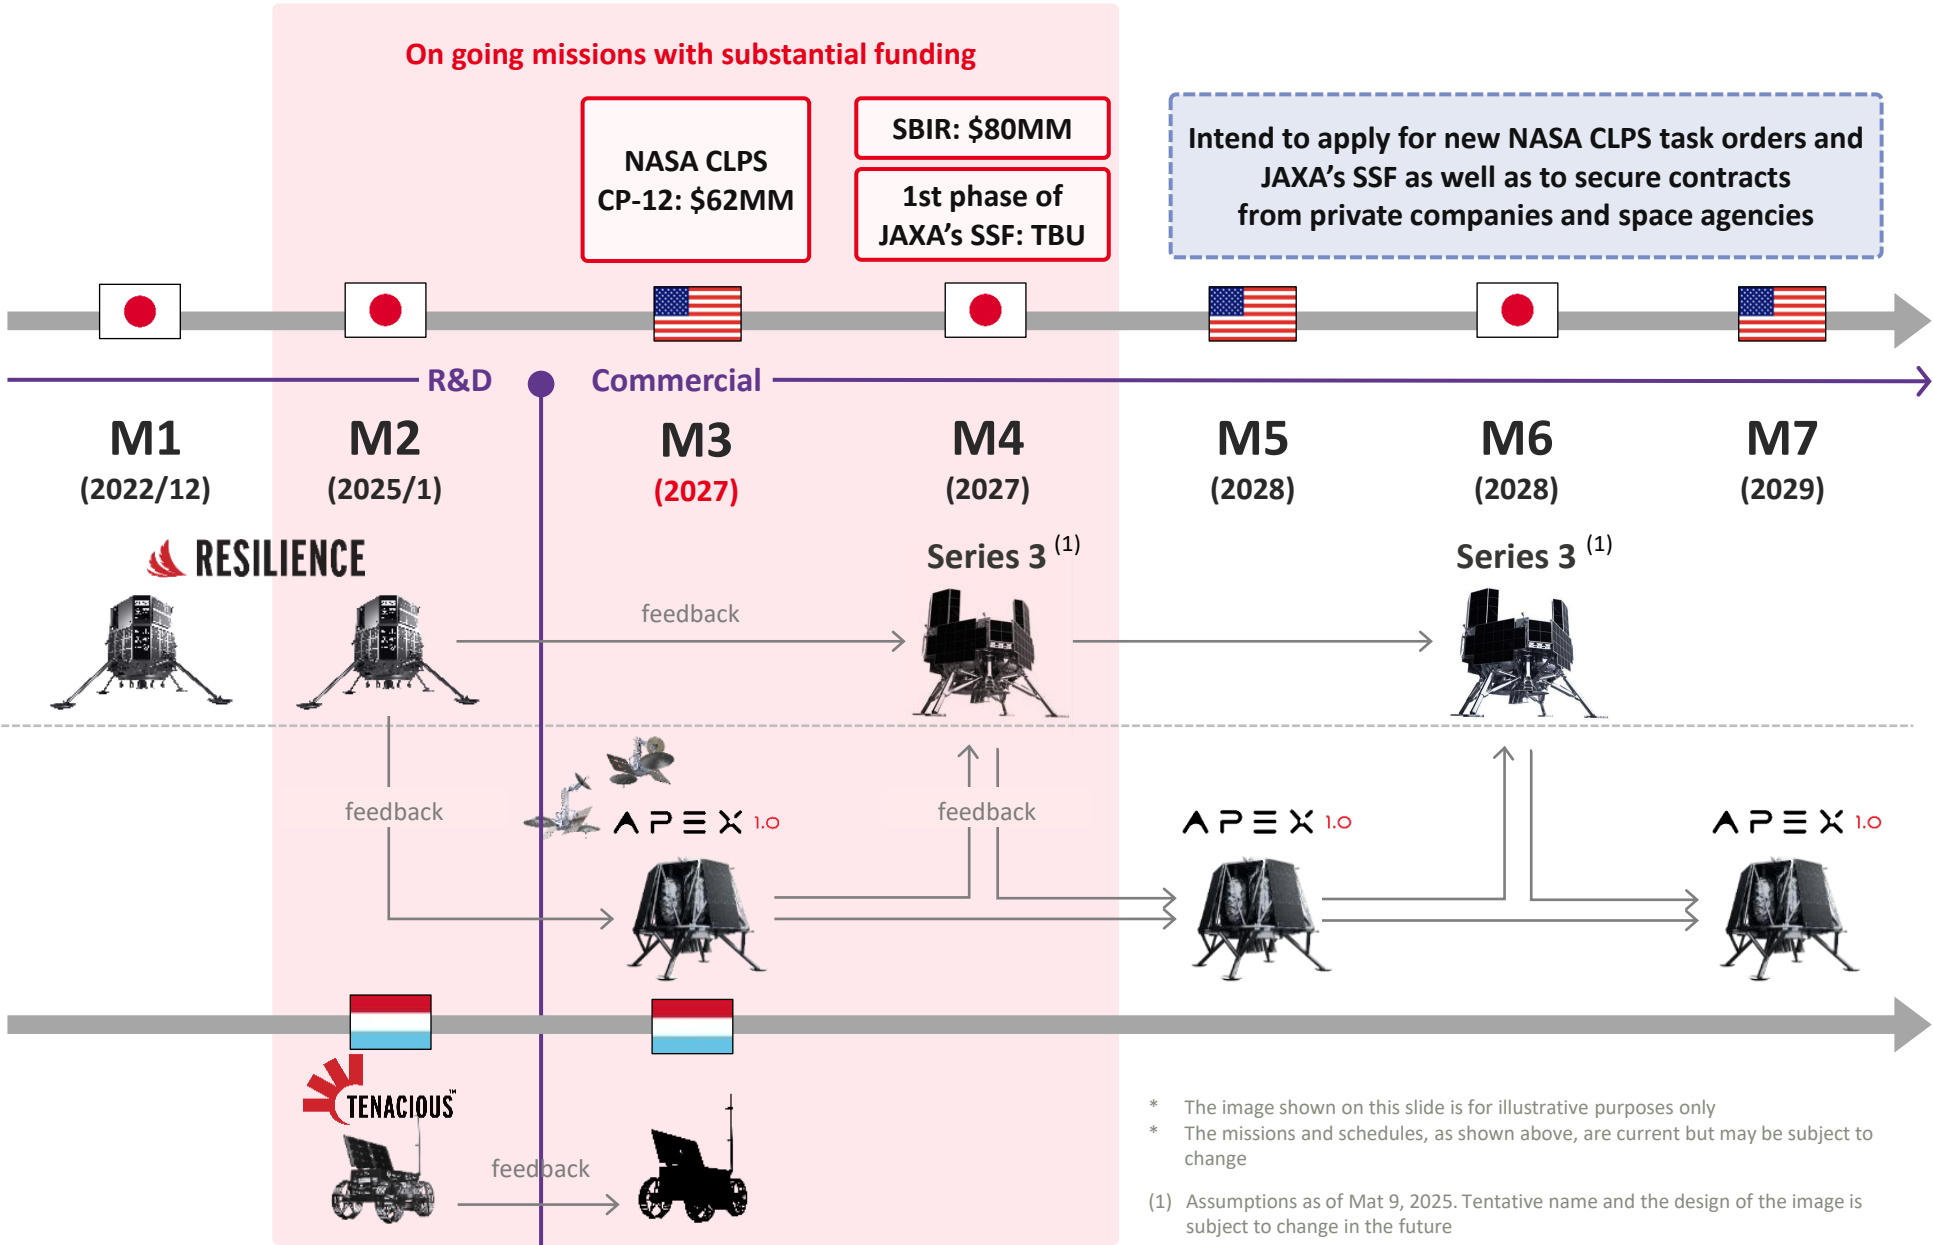 On going missions with substantial funding
NASA CLPS
CP-12: $62MM
SBIR: $80MM
1st phase of
JAXA's SSF: TBU
Intend to apply for new NASA CLPS task orders and
JAXA's SSF as well as to secure contracts
from private companies and space agencies
R&D
Commercial
M1
(2022/12)
M2
(2025/1)
M3
(2027)
M4
(2027)
M5
(2028)
M6
(2028)
M7
(2029)
RESILIENCE
Series 3 (1)
Series 3 (1)
feedback
feedback
APEX 1.0
feedback
APEX 1.0
APEX 1.0
TENACIOUS™
feedback
* The image shown on this slide is for illustrative purposes only
* The missions and schedules, as shown above, are current but may be subject to
change
(1) Assumptions as of Mat 9, 2025. Tentative name and the design of the image is
subject to change in the future